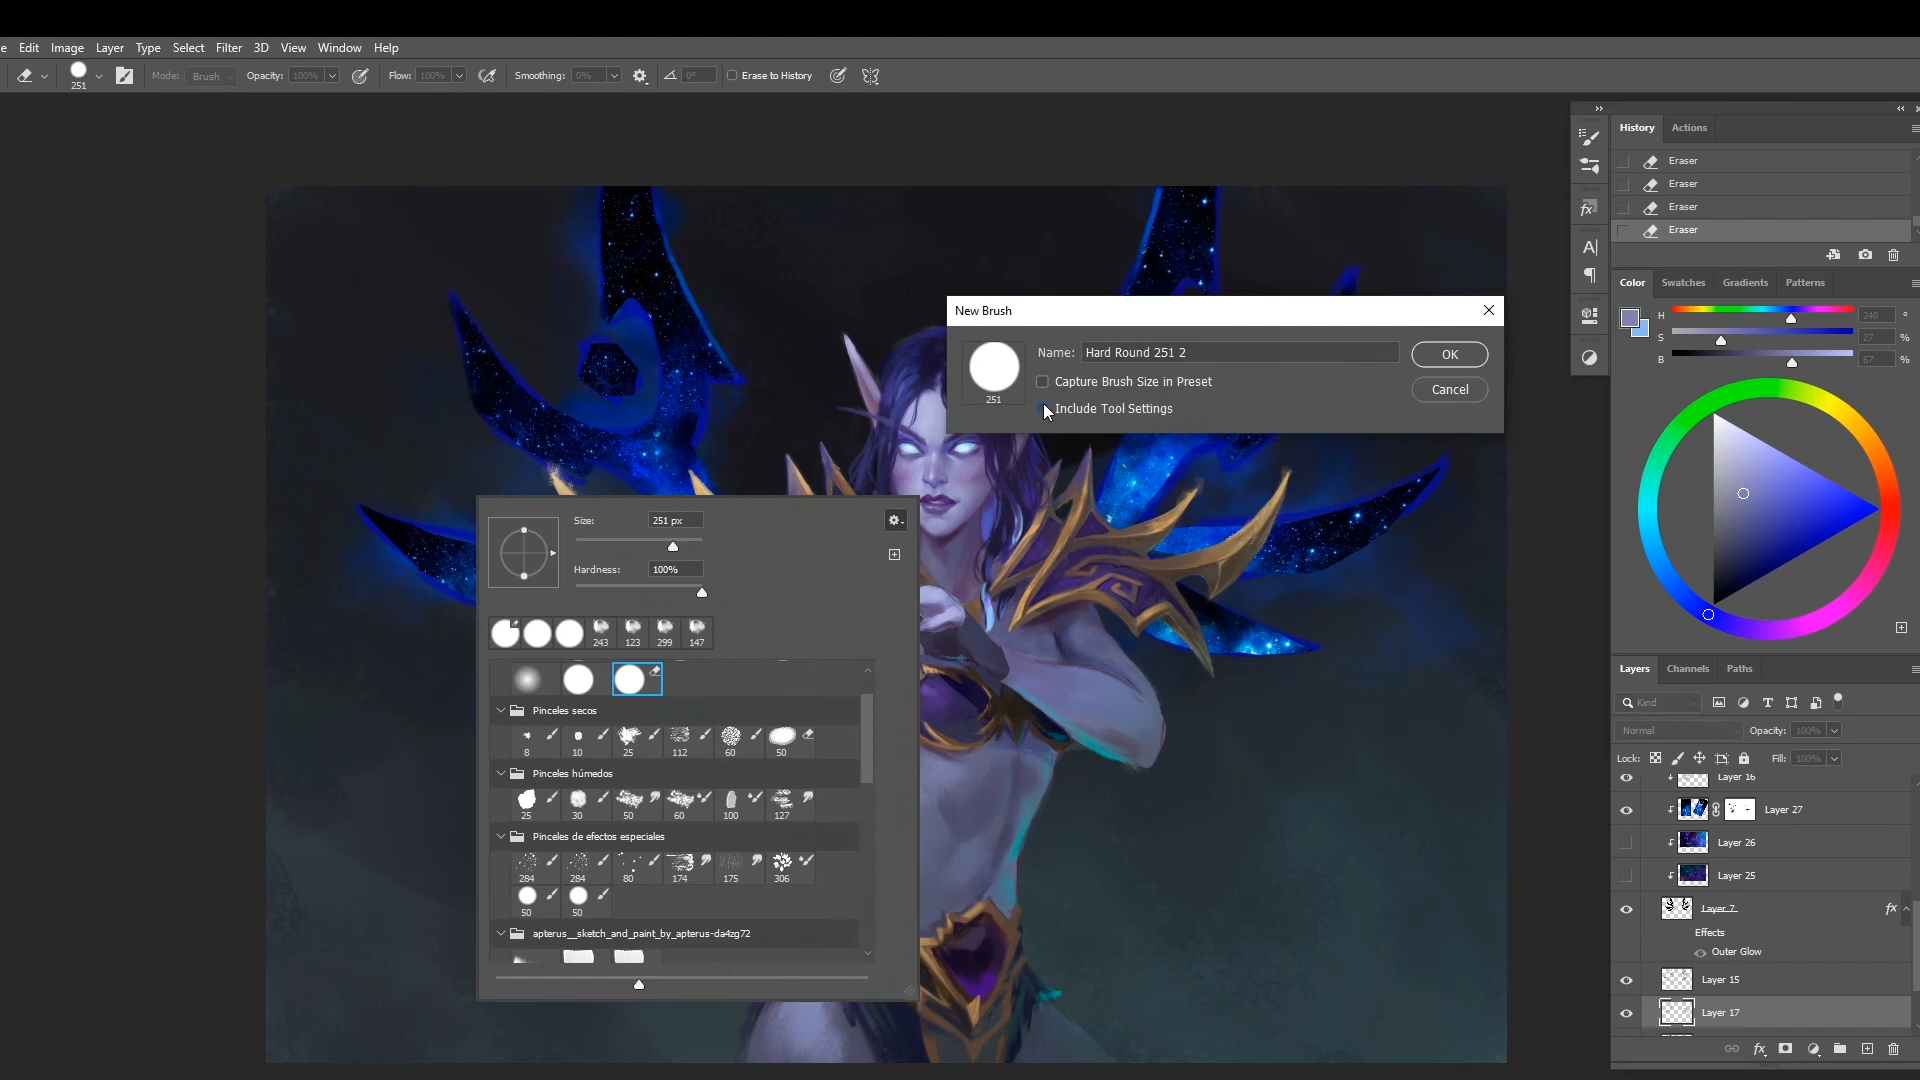 e Edit Image Layer Type Select Filter 3D View Window Help
251 Mode: Brush Opacity: 100% Flow: 100% Smoothing: 0% 0° Erase to History
History Actions
Eraser
Eraser
Eraser
Eraser
Color Swatches Gradients Patterns
H 240 °
S 27 %
B 67 %
New Brush
Name: Hard Round 251 2
OK
Capture Brush Size in Preset
Cancel
251
Include Tool Settings
Size: 251 px
Hardness: 100%
243 123 299 147
Pinceles secos
8 10 25 112 60 50
Pinceles húmedos
25 30 50 60 100 127
Pinceles de efectos especiales
284 284 80 174 175 306
50 50
apterus__sketch_and_paint_by_apterus-da4zg72
Layers Channels Paths
Kind
Normal Opacity: 100%
Lock: Fill: 100%
Layer 16
Layer 27
Layer 26
Layer 25
Layer 7 fx
Effects
Outer Glow
Layer 15
Layer 17